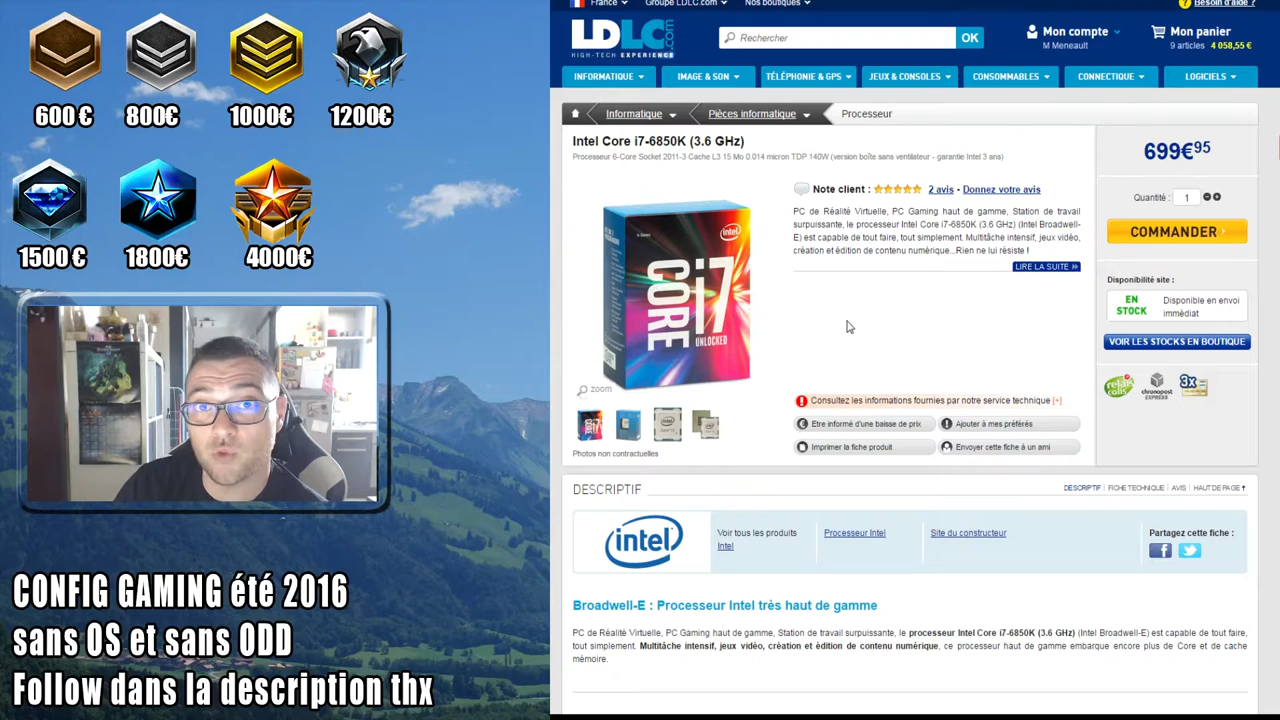 600€ 800€ 1000€ 1200€
1500€ 1800€ 4000€
CONFIG GAMING été 2016
sans OS et sans ODD
Follow dans la description thx
France Groupe LDLC.com Nos boutiques
? Besoin d'aide ?
LDLC.com
HIGH-TECH EXPERIENCE
Rechercher OK
Mon compte
M Meneault
Mon panier
9 articles 4 058,55 €
INFORMATIQUE IMAGE & SON TÉLÉPHONIE & GPS JEUX & CONSOLES CONSOMMABLES CONNECTIQUE LOGICIELS
Informatique Pièces informatique Processeur
Intel Core i7-6850K (3.6 GHz)
Processeur 6-Core Socket 2011-3 Cache L3 15 Mo 0.014 micron TDP 140W (version boîte sans ventilateur - garantie Intel 3 ans)
intel
CORE i7
UNLOCKED
zoom
Photos non contractuelles
Note client : 2 avis - Donnez votre avis
PC de Réalité Virtuelle, PC Gaming haut de gamme, Station de travail
surpuissante, le processeur Intel Core i7-6850K (3.6 GHz) (Intel Broadwell-
E) est capable de tout faire, tout simplement. Multitâche intensif, jeux vidéo,
création et édition de contenu numérique...Rien ne lui résiste !
LIRE LA SUITE »
Consultez les informations fournies par notre service technique [+]
Etre informé d'une baisse de prix Ajouter à mes préférés
Imprimer la fiche produit Envoyer cette fiche à un ami
699€95
Quantité : 1
COMMANDER
Disponibilité site :
EN STOCK
Disponible en envoi
immédiat
VOIR LES STOCKS EN BOUTIQUE
relais colis chronopost EXPRESS 3x
DESCRIPTIF
DESCRIPTIF | FICHE TECHNIQUE | AVIS | HAUT DE PAGE
intel
Voir tous les produits
Intel
Processeur Intel
Site du constructeur
Partagez cette fiche :
Broadwell-E : Processeur Intel très haut de gamme
PC de Réalité Virtuelle, PC Gaming haut de gamme, Station de travail surpuissante, le processeur Intel Core i7-6850K (3.6 GHz) (Intel Broadwell-E) est capable de tout faire,
tout simplement. Multitâche intensif, jeux vidéo, création et édition de contenu numérique, ce processeur haut de gamme embarque encore plus de Core et de cache
mémoire.